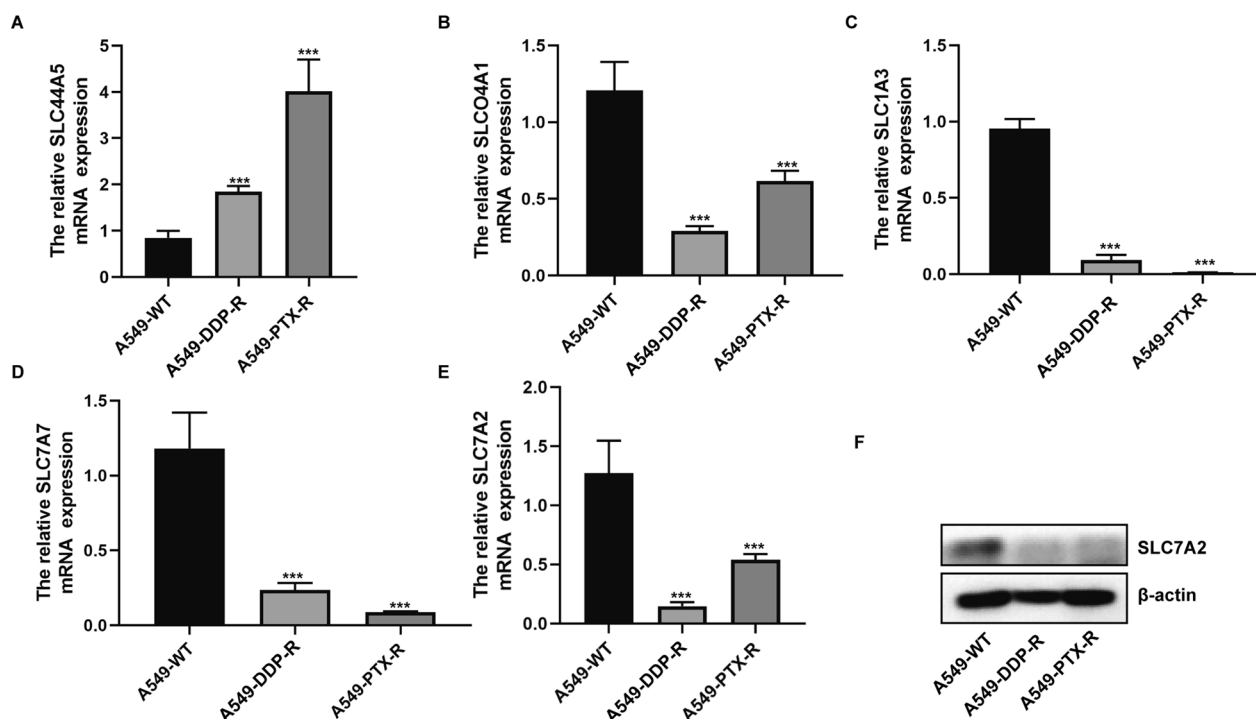 A
The relative SLC44A5
mRNA expression
5
4
3
2
1
0
***
***
A549-WT
A549-DDP-R
A549-PTX-R
B
The relative SLCO4A1
mRNA expression
1.5
1.0
0.5
0.0
***
***
A549-WT
A549-DDP-R
A549-PTX-R
C
The relative SLC1A3
mRNA expression
1.5
1.0
0.5
0.0
***
***
A549-WT
A549-DDP-R
A549-PTX-R
D
The relative SLC7A7
mRNA expression
1.5
1.0
0.5
0.0
***
***
A549-WT
A549-DDP-R
A549-PTX-R
E
The relative SLC7A2
mRNA expression
2.0
1.5
1.0
0.5
0.0
***
***
A549-WT
A549-DDP-R
A549-PTX-R
F
SLC7A2
β-actin
A549-WT
A549-DDP-R
A549-PTX-R